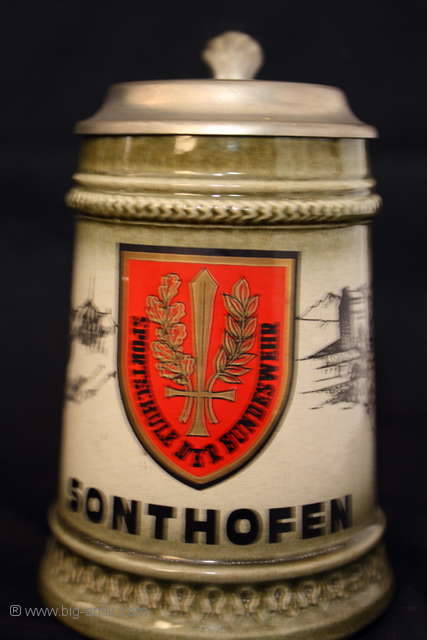 SPORTSCHULE DER BUNDESWEHR
SONTHOFEN